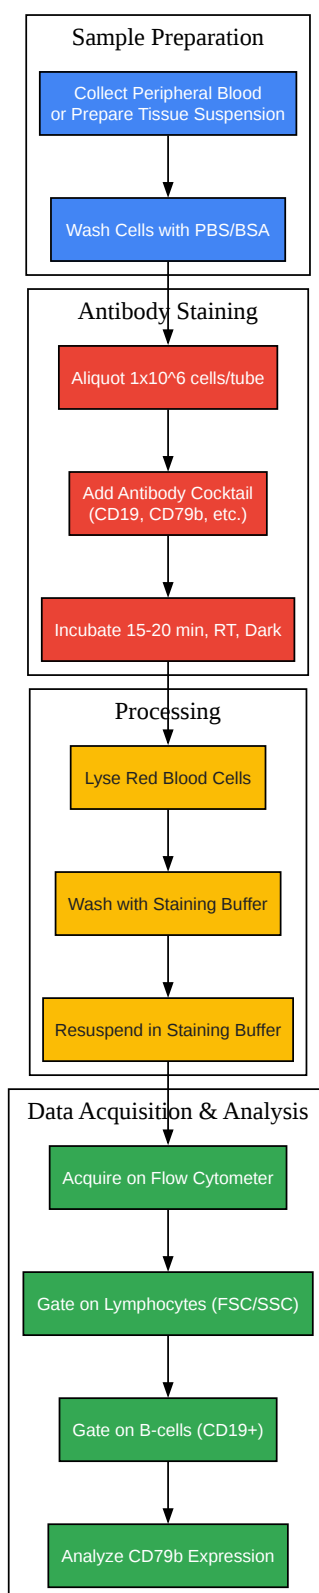 Sample Preparation
Collect Peripheral Blood
or Prepare Tissue Suspension
Wash Cells with PBS/BSA
Antibody Staining
Aliquot 1x10^6 cells/tube
Add Antibody Cocktail
(CD19, CD79b, etc.)
Incubate 15-20 min, RT, Dark
Processing
Lyse Red Blood Cells
Wash with Staining Buffer
Resuspend in Staining Buffer
Data Acquisition & Analysis
Acquire on Flow Cytometer
Gate on Lymphocytes (FSC/SSC)
Gate on B-cells (CD19+)
Analyze CD79b Expression